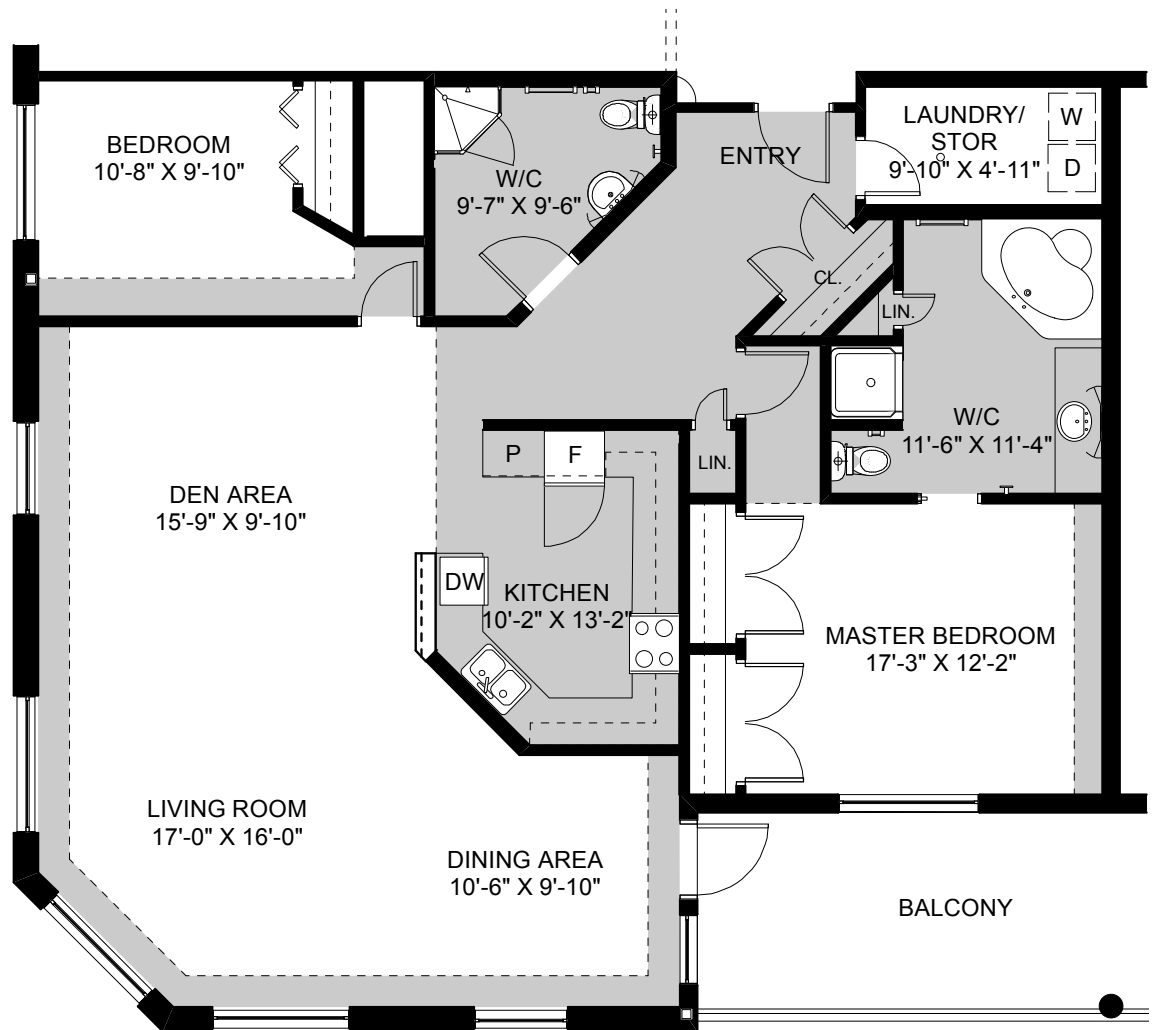 BEDROOM
10'-8" X 9'-10"
W/C
9'-7" X 9'-6"
ENTRY
LAUNDRY/
STOR
9'-10" X 4'-11"
W
D
CL.
LIN.
W/C
11'-6" X 11'-4"
LIN.
P
F
DEN AREA
15'-9" X 9'-10"
DW
KITCHEN
10'-2" X 13'-2"
MASTER BEDROOM
17'-3" X 12'-2"
LIVING ROOM
17'-0" X 16'-0"
DINING AREA
10'-6" X 9'-10"
BALCONY